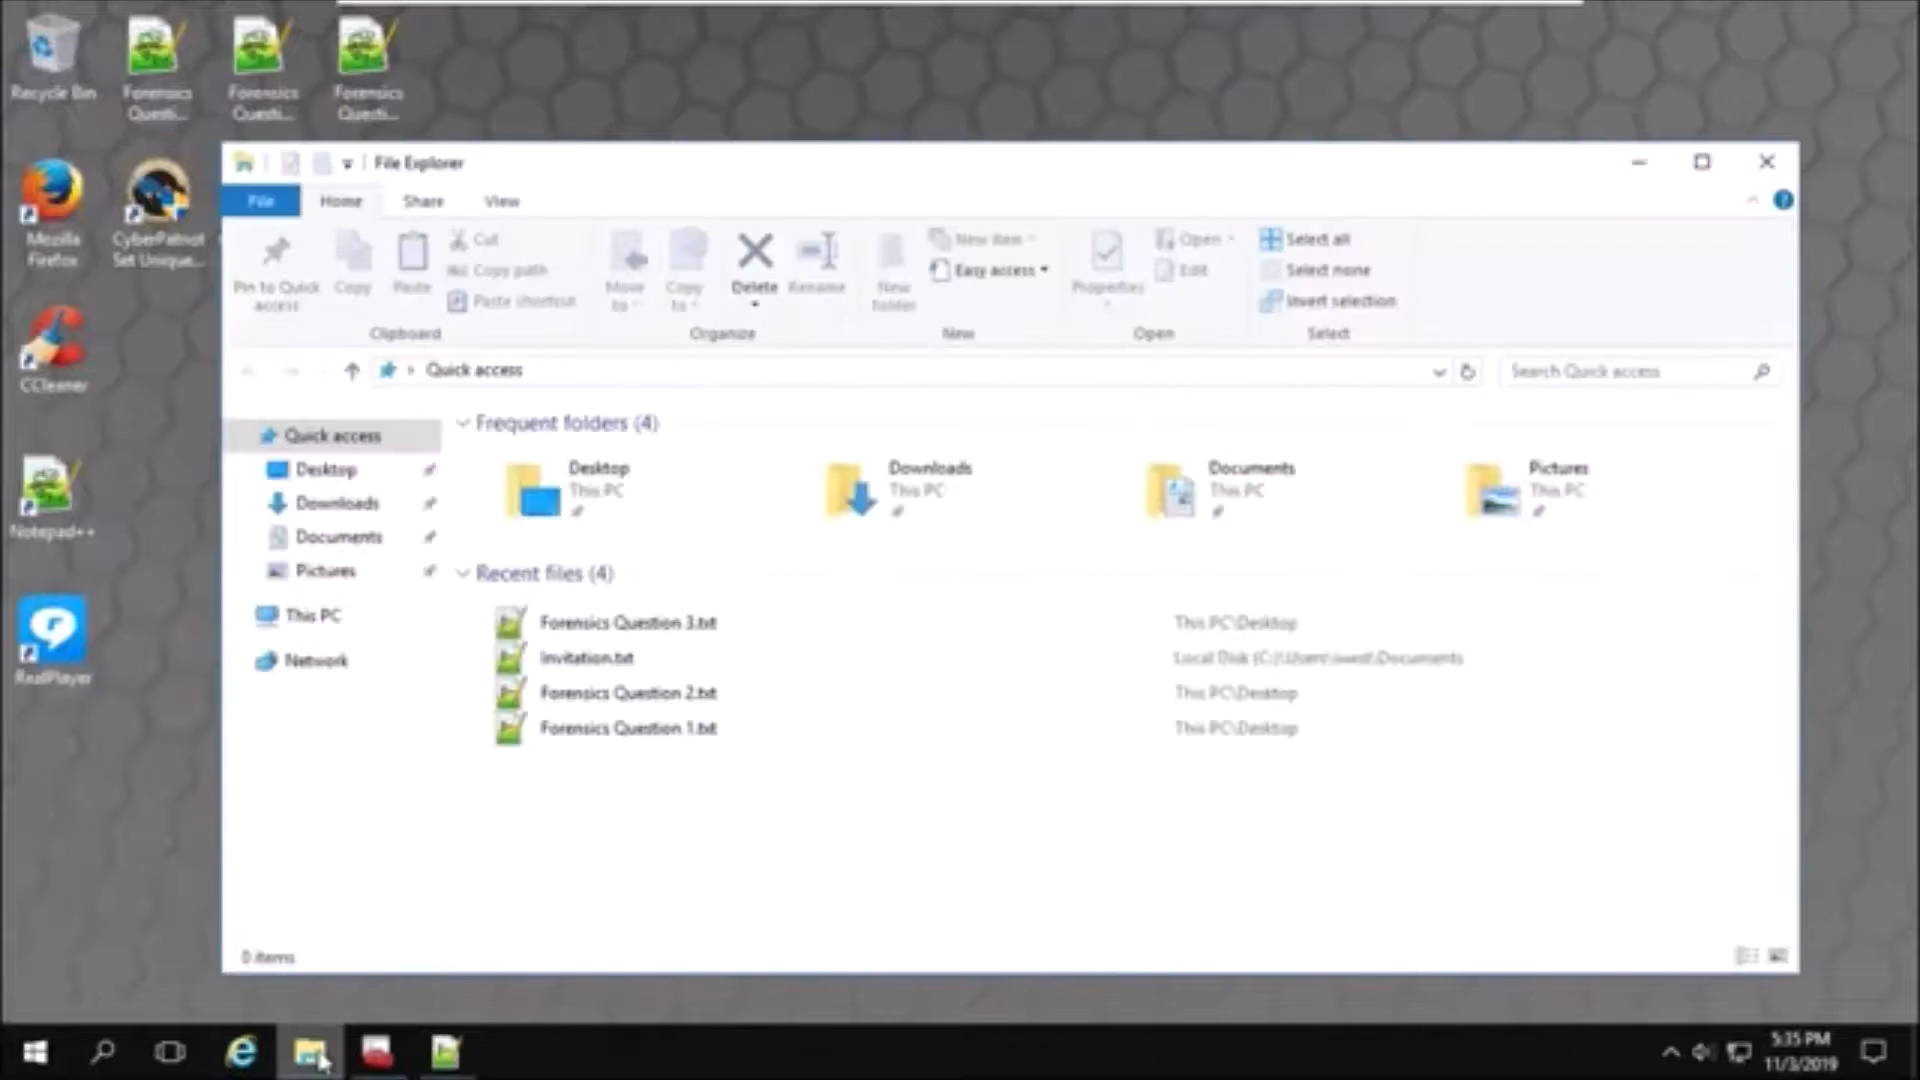 Recycle Bin
Forensics Questi...
Forensics Questi...
Forensics Questi...
Mozilla Firefox
CyberPatriot Set Unique...
CCleaner
Notepad++
RealPlayer
File Explorer
File Home Share View
Pin to Quick access
Copy
Paste
Cut
Copy path
Paste shortcut
Clipboard
Move to
Copy to
Delete
Rename
Organize
New folder
New item
Easy access
New
Properties
Open
Edit
Open
Select all
Select none
Invert selection
Select
Quick access
Search Quick access
Quick access
Desktop
Downloads
Documents
Pictures
This PC
Network
Frequent folders (4)
Desktop
This PC
Downloads
This PC
Documents
This PC
Pictures
This PC
Recent files (4)
Forensics Question 3.txt This PC\Desktop
Invitation.txt Local Disk (C:)\Users\ \Documents
Forensics Question 2.txt This PC\Desktop
Forensics Question 1.txt This PC\Desktop
0 items
5:35 PM
11/3/2019